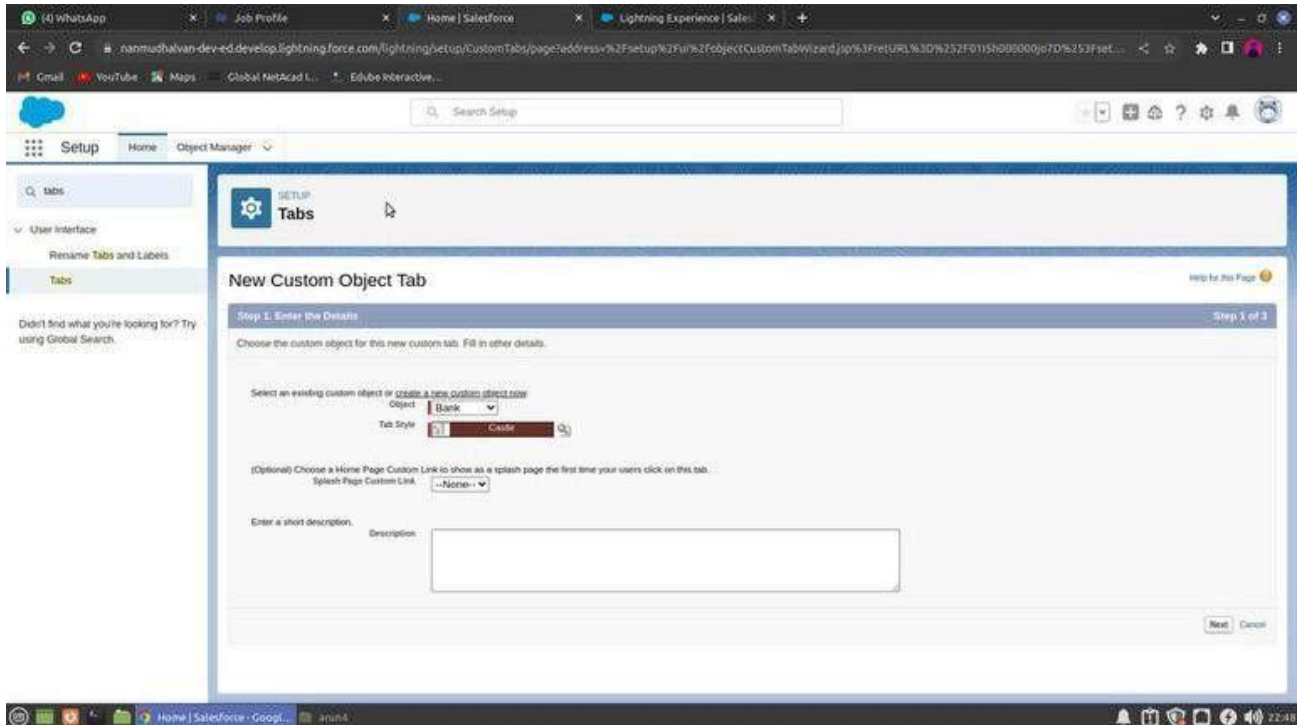 (4) WhatsApp
Job Profile
Home | Salesforce
Lightning Experience | Sales
Gmail
YouTube
Maps
Global NetAcad I...
Edube Interactive...
Search Setup
Setup
Home
Object Manager
tabs
User Interface
Rename Tabs and Labels
Tabs
Didn't find what you're looking for? Try
using Global Search.
SETUP
Tabs
New Custom Object Tab
Help for this Page
Step 1. Enter the Details
Step 1 of 3
Choose the custom object for this new custom tab. Fill in other details.
Select an existing custom object or create a new custom object now.
Object
Bank
Tab Style
Castle
(Optional) Choose a Home Page Custom Link to show as a splash page the first time your users click on this tab.
Splash Page Custom Link
--None--
Enter a short description.
Description
Next
Cancel
Home | Salesforce - Googl...
22:48